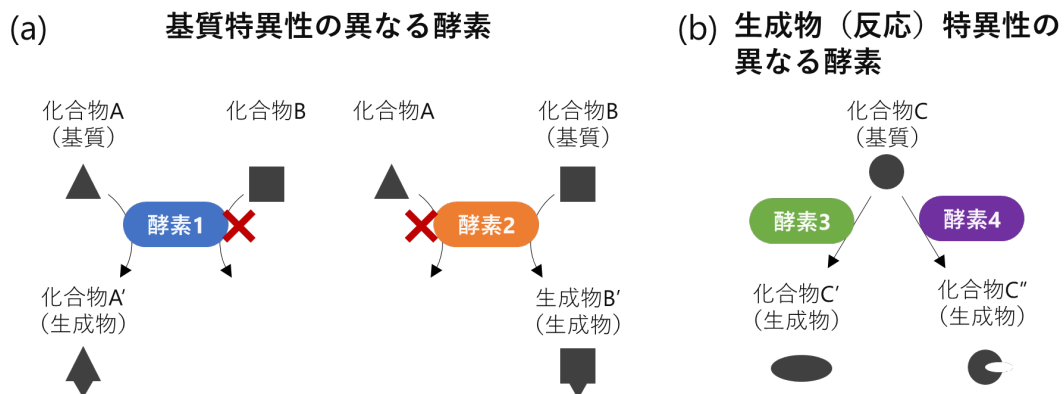 (a) 基質特異性の異なる酵素
化合物A
（基質）
化合物B
酵素1
化合物A’
（生成物）
化合物A
化合物B
（基質）
酵素2
生成物B’
（生成物）
(b) 生成物（反応）特異性の
異なる酵素
化合物C
（基質）
酵素3
酵素4
化合物C’
（生成物）
化合物C”
（生成物）